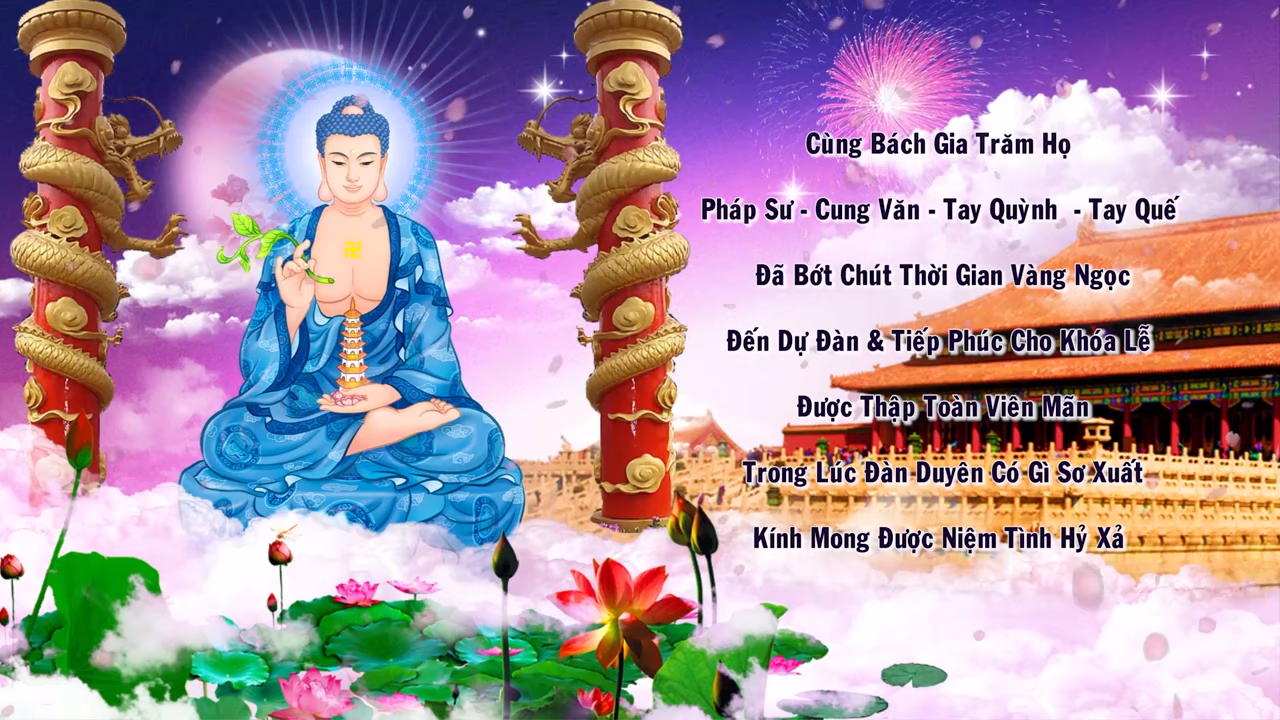 Cùng Bách Gia Trăm Họ
Pháp Sư - Cung Văn - Tay Quỳnh - Tay Quế
Đã Bớt Chút Thời Gian Vàng Ngọc
Đến Dự Đàn & Tiếp Phúc Cho Khóa Lễ
Được Thập Toàn Viên Mãn
Trong Lúc Đàn Duyên Có Gì Sơ Xuất
Kính Mong Được Niệm Tình Hỷ Xả